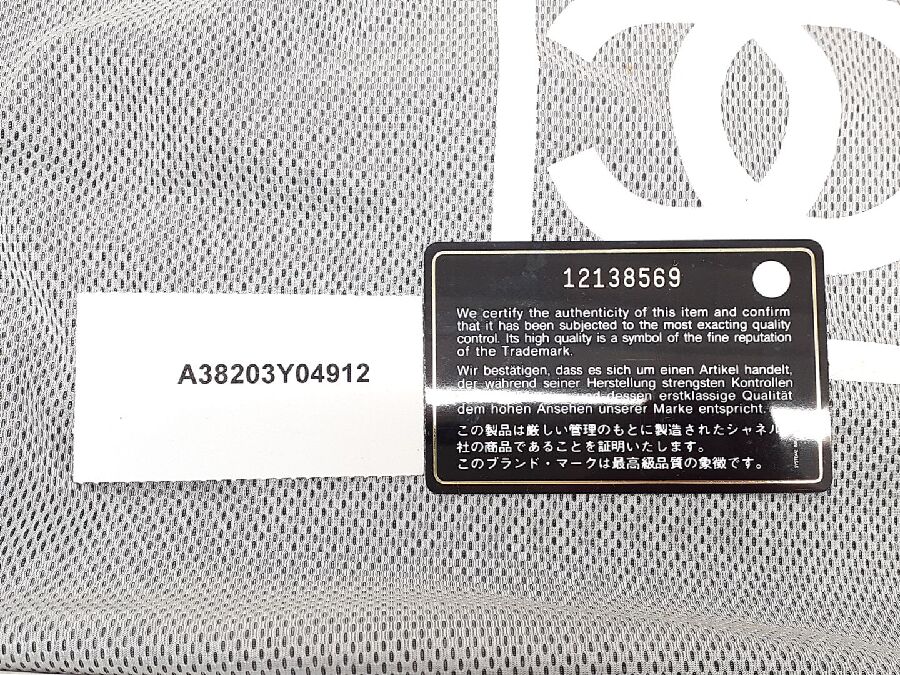 A38203Y04912
12138569
We certify the authenticity of this item and confirm
that it has been subjected to the most exacting quality
control. Its high quality is a symbol of the fine reputation
of the Trademark.
Wir bestätigen, dass es sich um einen Artikel handelt,
der während seiner Herstellung strengsten Kontrollen
und dessen erstklassige Qualität
dem hohen Ansehen unserer Marke entspricht.
この製品は厳しい管理のもとに製造されたシャネル
社の商品であることを証明いたします。
このブランド・マークは最高級品質の象徴です。